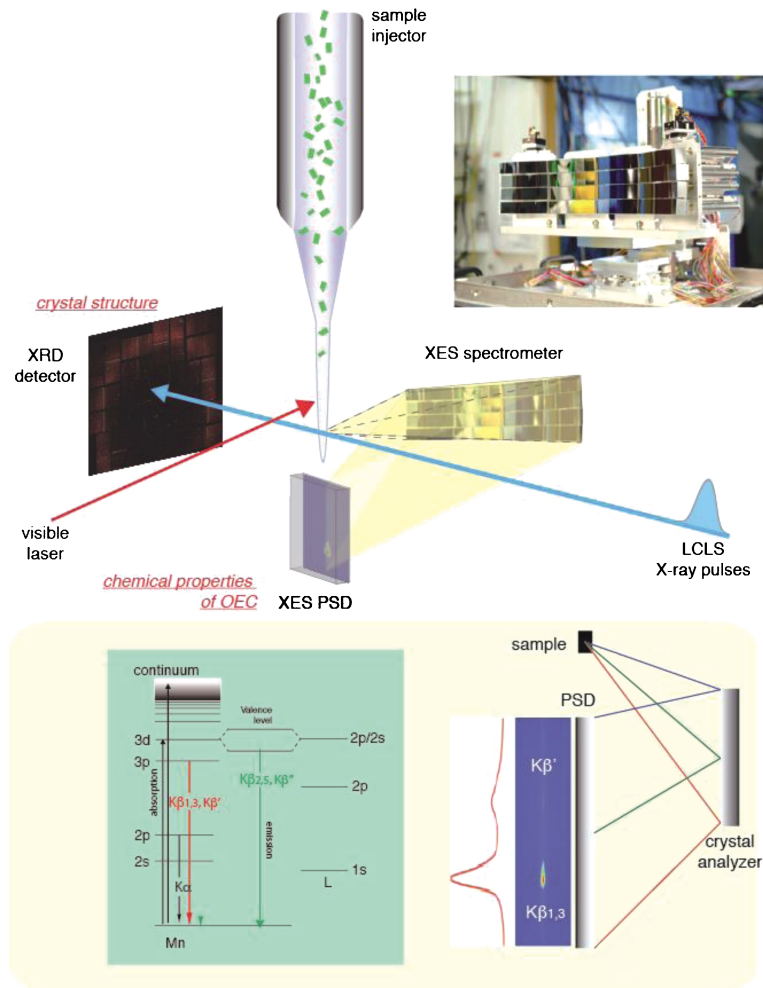 sample
injector
crystal structure
XRD
detector
XES spectrometer
visible
laser
LCLS
X-ray pulses
chemical properties
of OEC
XES PSD
continuum
Valence
level
3d
2p/2s
3p
Kβ2,5, Kβ"
absorption
Kβ1,3, Kβ'
2p
2p
emission
2s
1s
L
Kα
Mn
sample
PSD
Kβ'
crystal
analyzer
Kβ1,3